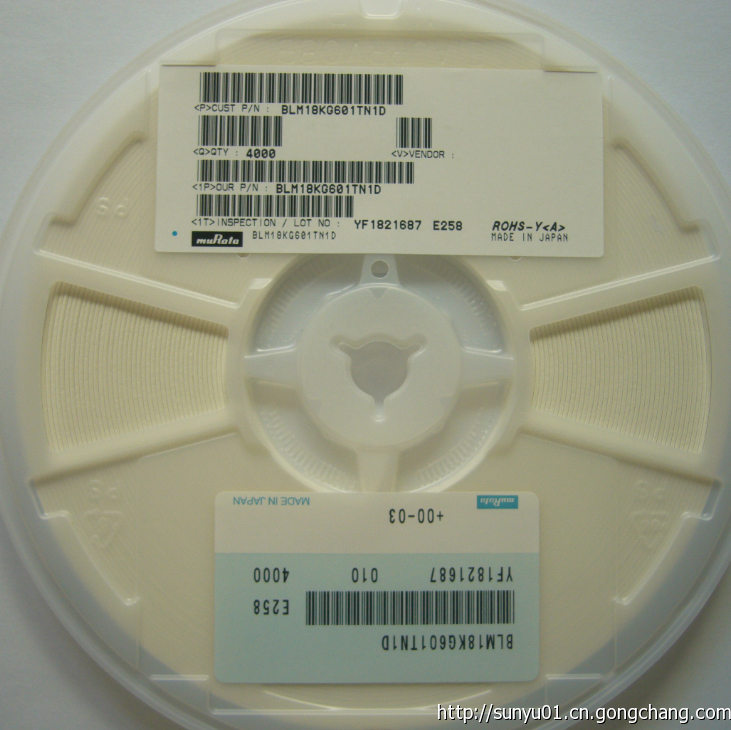 <P>CUST P/N : BLM18KG601TN1D
<Q>QTY : 4000 <V>VENDOR :
<1P>OUR P/N : BLM18KG601TN1D
<1T>INSPECTION / LOT NO : YF1821687 E258 ROHS-Y<A>
muRata BLM18KG601TN1D MADE IN JAPAN
PS
BLM18KG601TN1D
E258
YF1821687 010 4000
+00-03
muRata MADE IN JAPAN
http://sunyu01.cn.gongchang.com